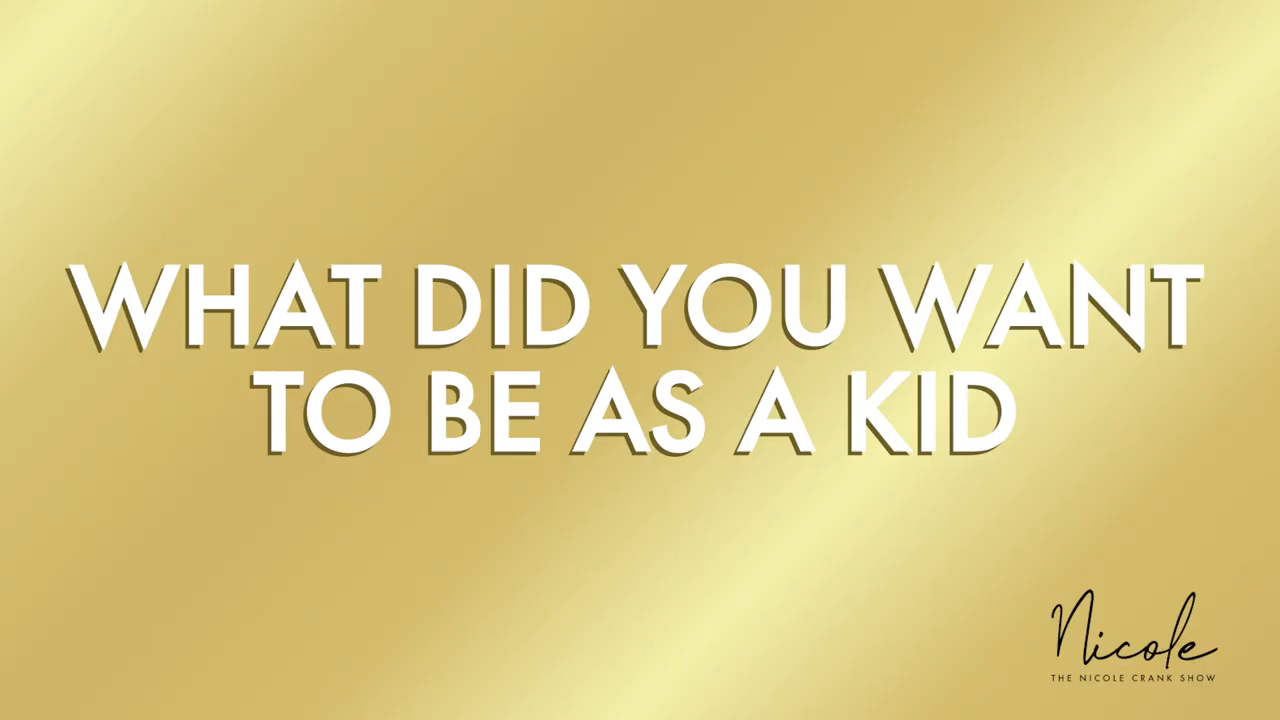 WHAT DID YOU WANT
TO BE AS A KID
Nicole
THE NICOLE CRANK SHOW